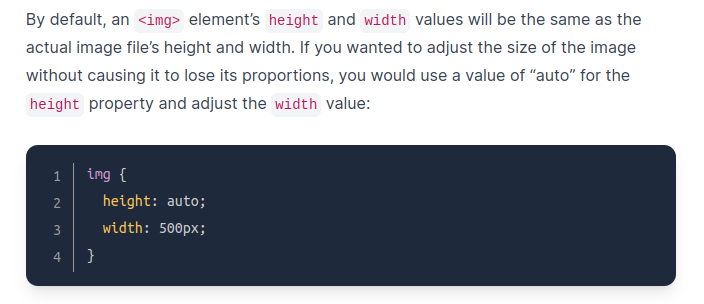 By default, an <img> element’s height and width values will be the same as the
actual image file’s height and width. If you wanted to adjust the size of the image
without causing it to lose its proportions, you would use a value of “auto” for the
height property and adjust the width value:
1 img {
2   height: auto;
3   width: 500px;
4 }